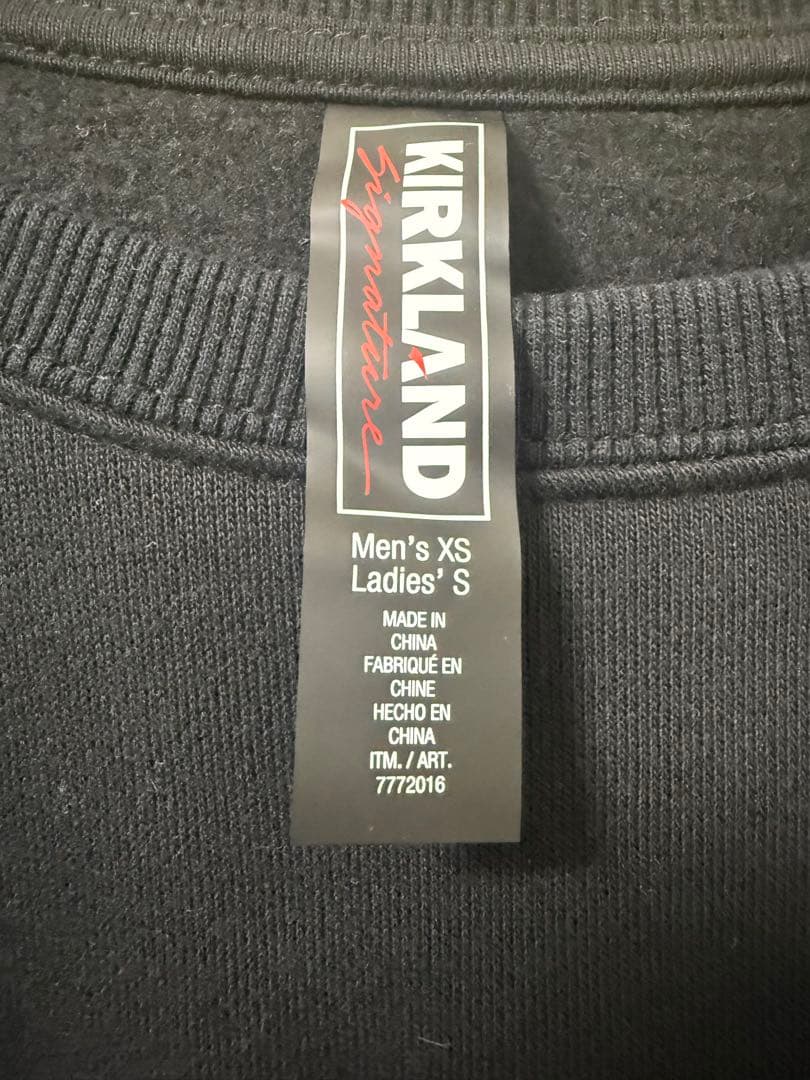 KIRKLAND
Signature
Men's XS
Ladies' S
MADE IN
CHINA
FABRIQUÉ EN
CHINE
HECHO EN
CHINA
ITM. / ART.
7772016